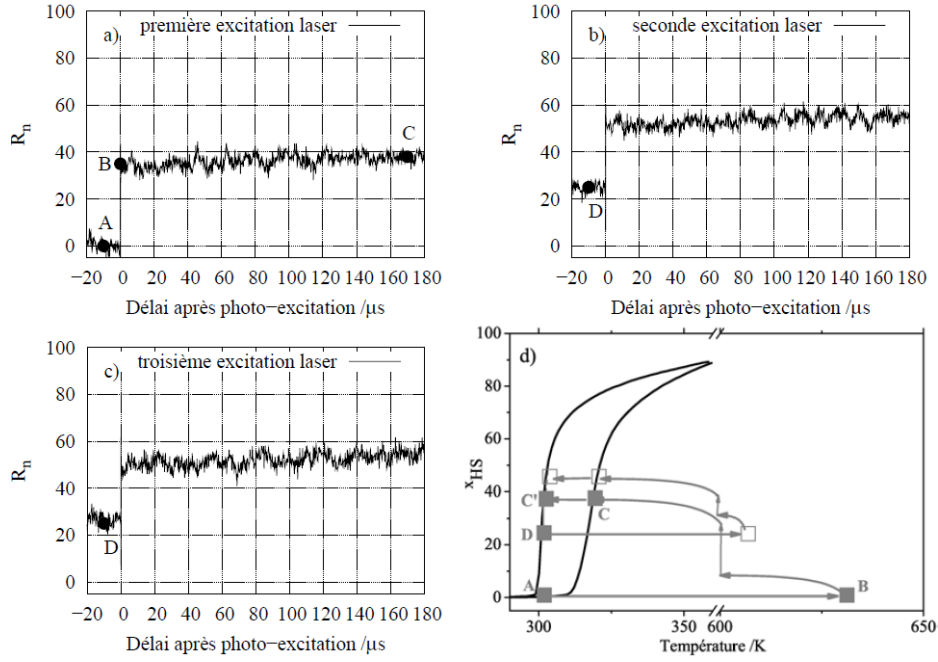 a) première excitation laser
100
80
60
40
20
0
R_n
B
C
A
−20 0 20 40 60 80 100 120 140 160 180
Délai après photo−excitation /µs
b) seconde excitation laser
100
80
60
40
20
0
R_n
D
−20 0 20 40 60 80 100 120 140 160 180
Délai après photo−excitation /µs
c) troisième excitation laser
100
80
60
40
20
0
R_n
D
−20 0 20 40 60 80 100 120 140 160 180
Délai après photo−excitation /µs
d)
100
80
60
40
20
0
x_HS
C'
C
D
A
B
300 350 600 650
Température /K